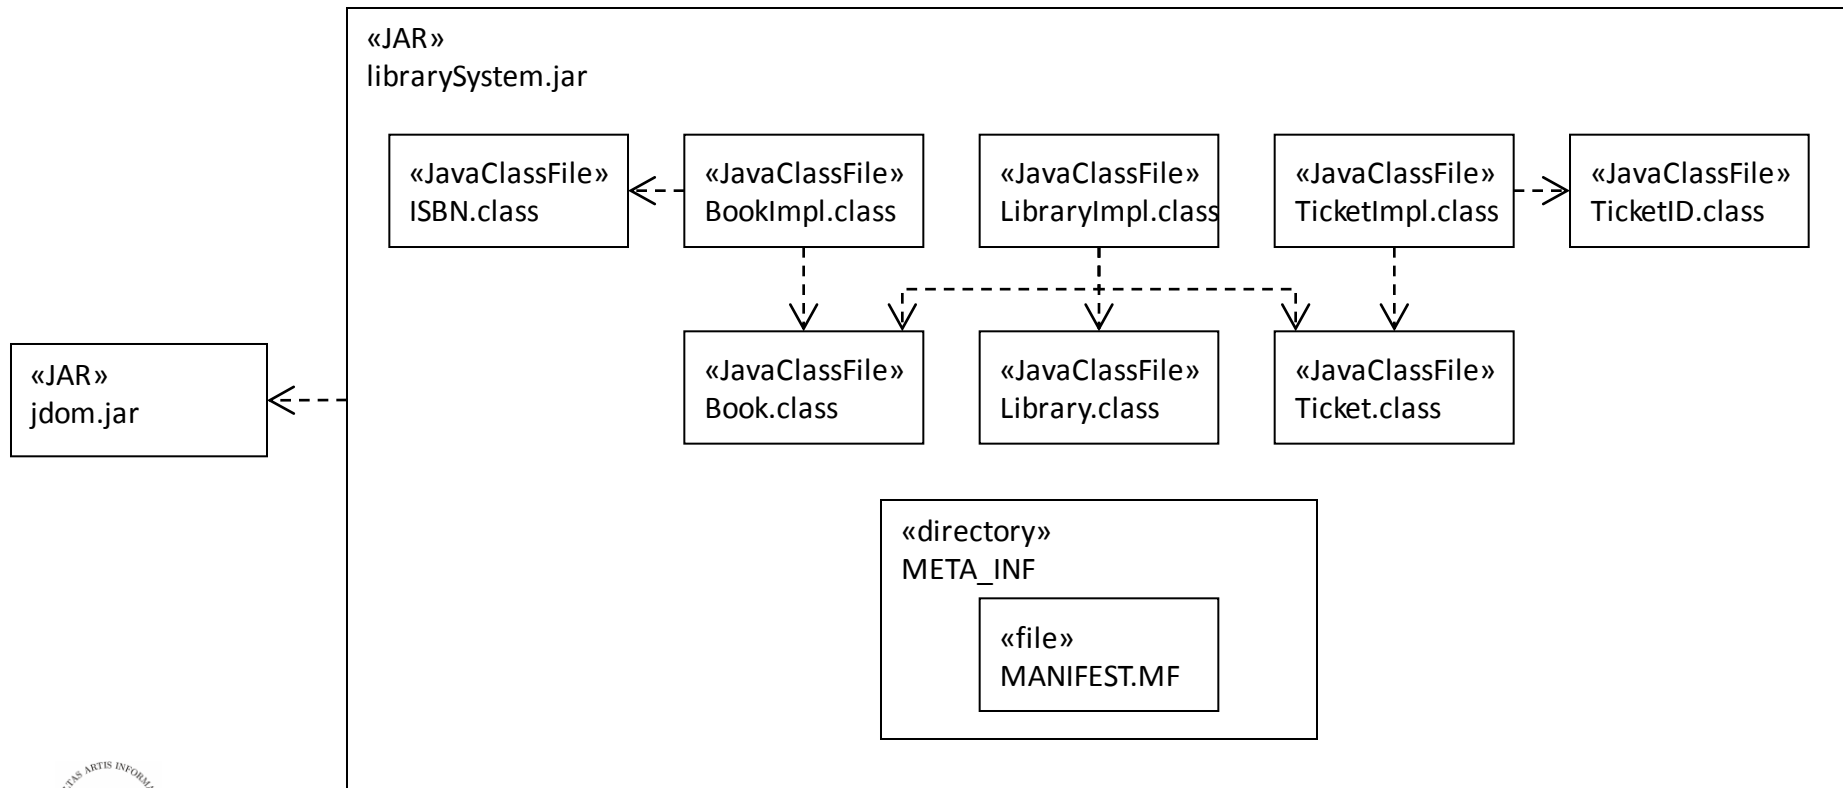 «JAR»
librarySystem.jar
«JavaClassFile»
ISBN.class
«JavaClassFile»
BookImpl.class
«JavaClassFile»
LibraryImpl.class
«JavaClassFile»
TicketImpl.class
«JavaClassFile»
TicketID.class
«JAR»
jdom.jar
«JavaClassFile»
Book.class
«JavaClassFile»
Library.class
«JavaClassFile»
Ticket.class
«directory»
META_INF
«file»
MANIFEST.MF
ARTIS